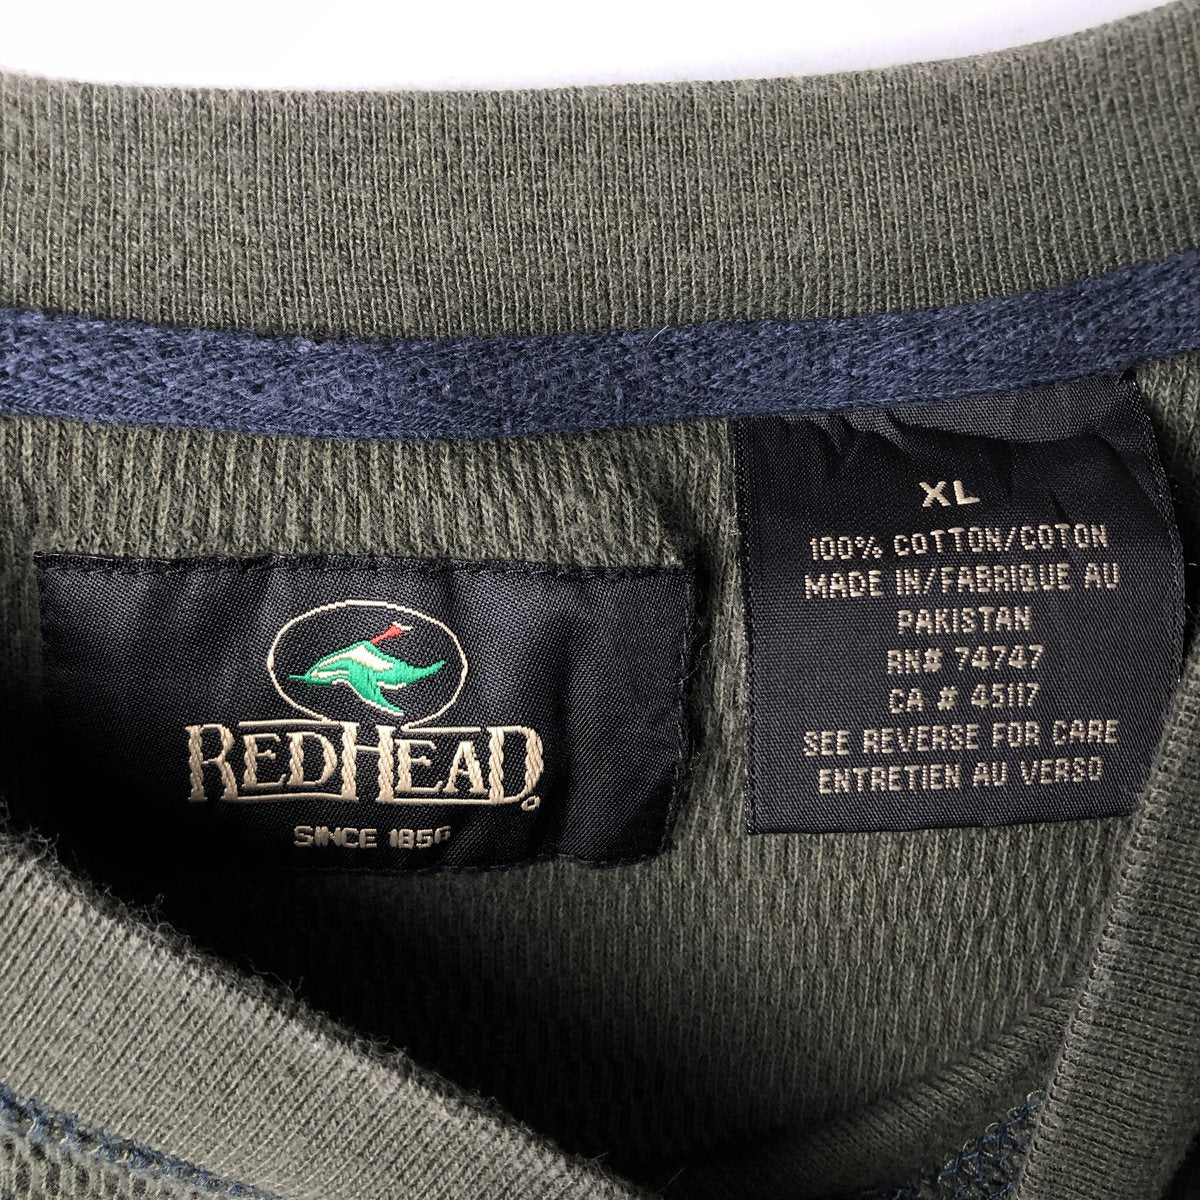 REDHEAD
SINCE 1856
XL
100% COTTON/COTON
MADE IN/FABRIQUE AU
PAKISTAN
RN# 74747
CA # 45117
SEE REVERSE FOR CARE
ENTRETIEN AU VERSO